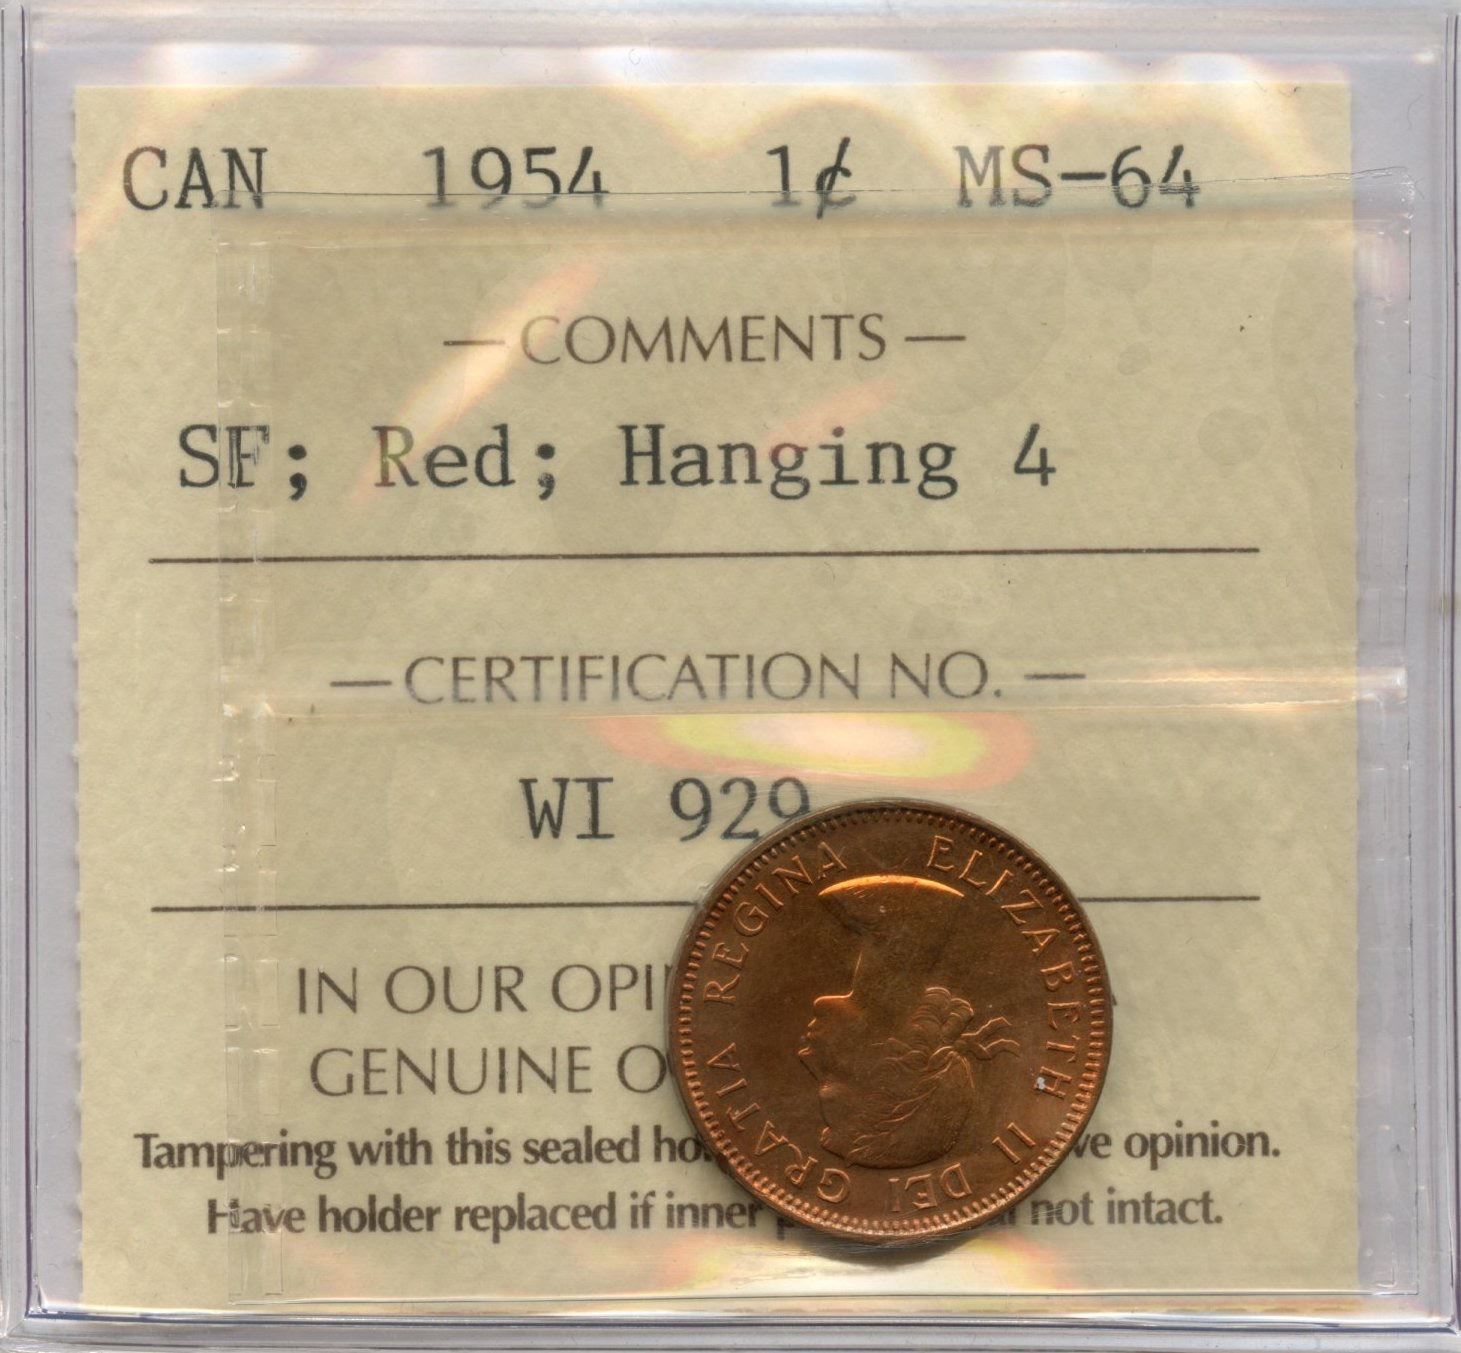 CAN 1954 1¢ MS-64
— COMMENTS —
SF; Red; Hanging 4
— CERTIFICATION NO. —
WI 929
IN OUR OPI
GENUINE O
Tampering with this sealed ho ve opinion.
Have holder replaced if inner not intact.
ELIZABETH II DEI GRATIA REGINA